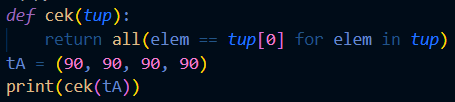 def cek(tup):
    return all(elem == tup[0] for elem in tup)
tA = (90, 90, 90, 90)
print(cek(tA))